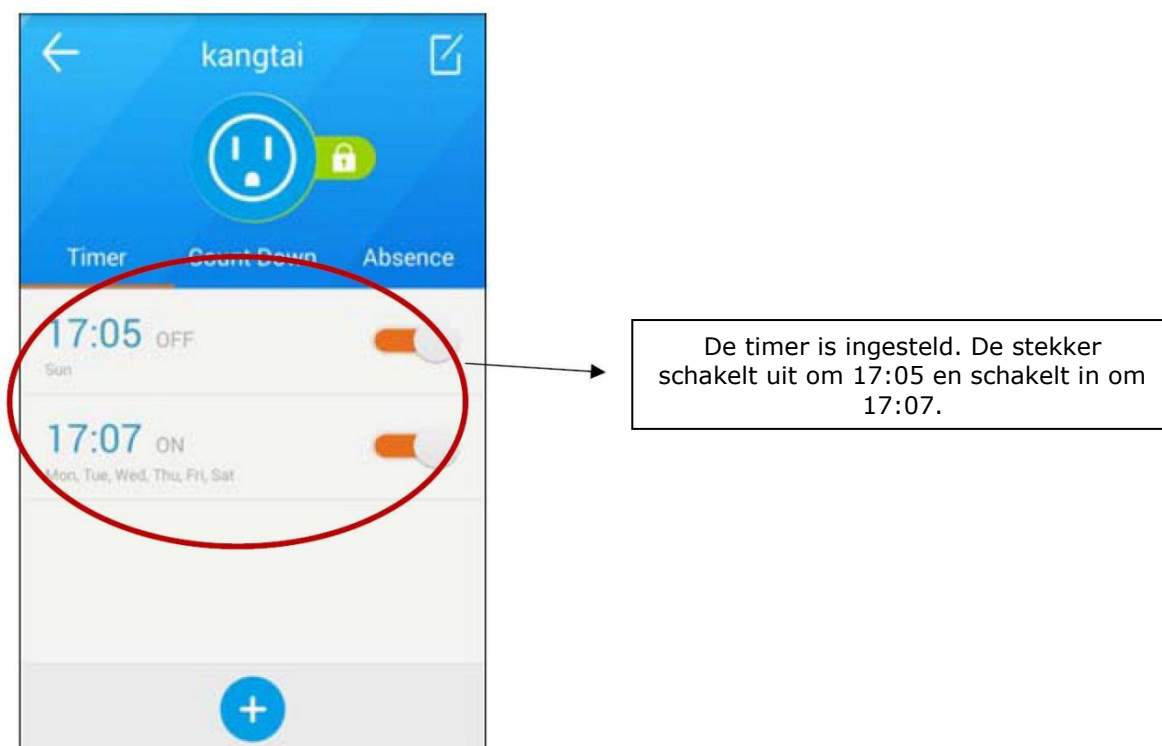 kangtai
Timer Count Down Absence
17:05 OFF
Sun
17:07 ON
Mon, Tue, Wed, Thu, Fri, Sat
De timer is ingesteld. De stekker
schakelt uit om 17:05 en schakelt in om
17:07.